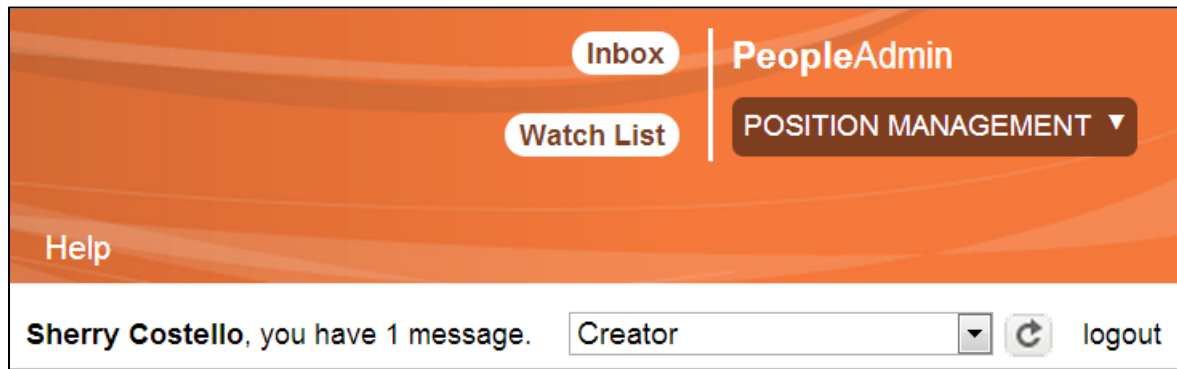 Inbox
PeopleAdmin
Watch List
POSITION MANAGEMENT ▼
Help
Sherry Costello, you have 1 message.
Creator
logout